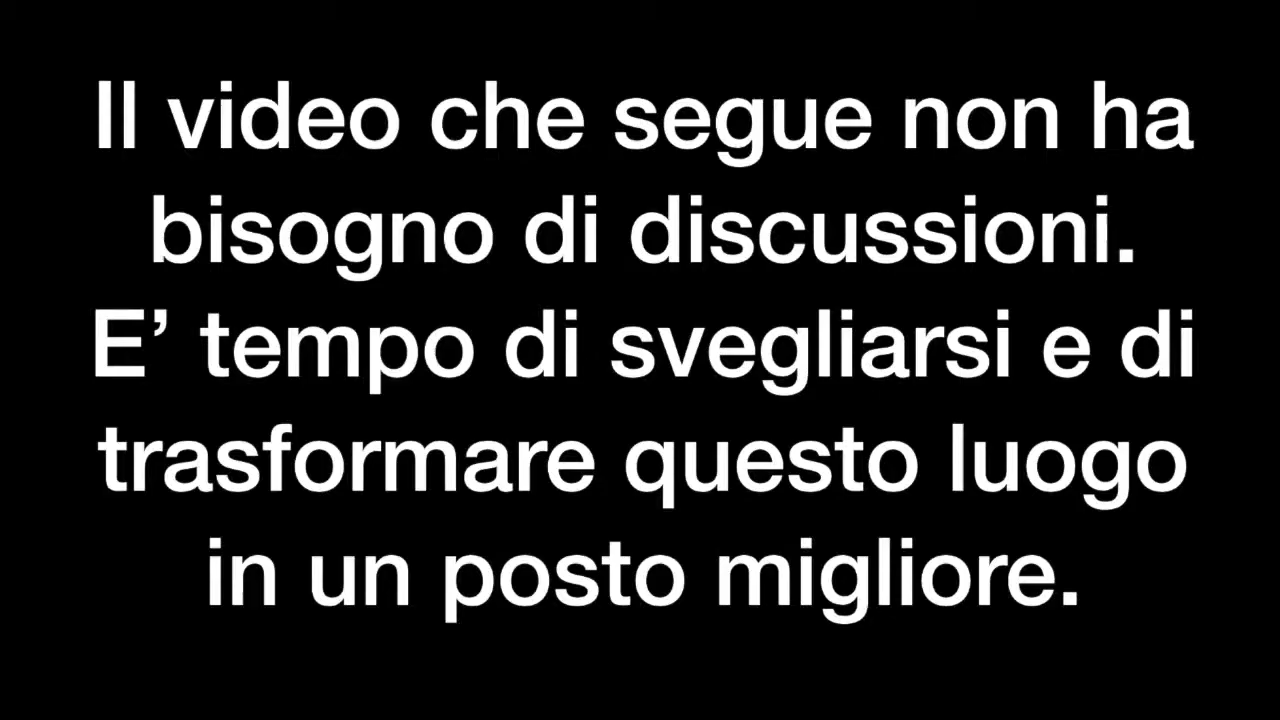 Il video che segue non ha
bisogno di discussioni.
E’ tempo di svegliarsi e di
trasformare questo luogo
in un posto migliore.